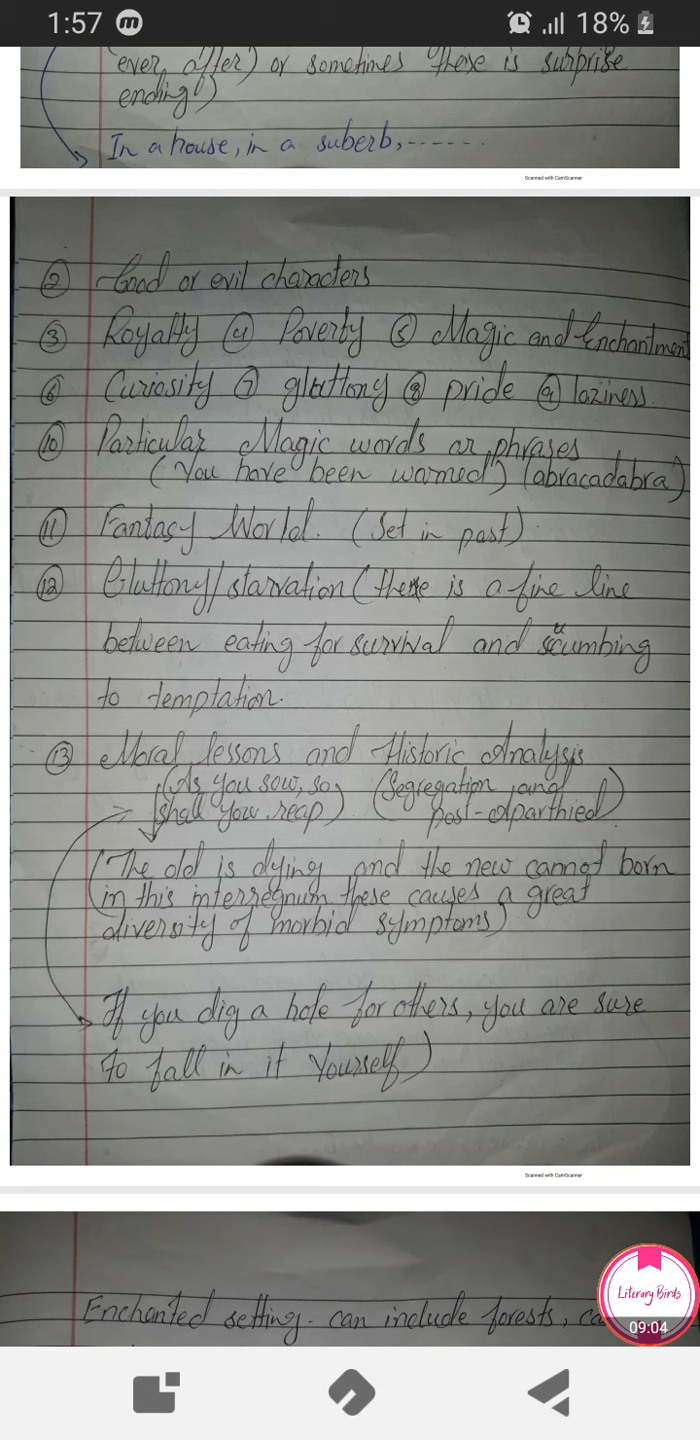 1:57 m 18%
ever, after) or sometimes there is surprise
ending!)
In a house, in a suberb,-------
Scanned with CamScanner
② Good or evil characters
③ Royalty ④ Poverty ⑤ Magic and Enchantment
⑥ Curiosity ⑦ gluttony ⑧ pride ⑨ laziness.
⑩ Particular Magic words or phrases
(You have been warned) (abracadabra)
⑪ Fantasy World. (Set in past).
⑫ Gluttony/starvation (there is a fine line
between eating for survival and scumbing
to temptation.
⑬ Moral lessons and Historic Analysis
(As you sow, so (Segregation and
shall you reap) post-Aparthied)
(The old is dying and the new cannot born
in this interregnum these causes a great
diversity of morbid symptoms)
If you dig a hole for others, you are sure
to fall in it Yourself)
Scanned with CamScanner
Enchanted setting. can include forests,
Literary Birds
09:04